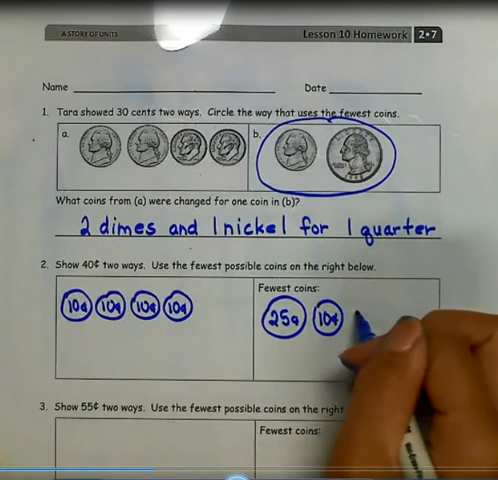 A STORY OF UNITS
Lesson 10 Homework 2•7
Name
Date
1. Tara showed 30 cents two ways. Circle the way that uses the fewest coins.
a.
b.
What coins from (a) were changed for one coin in (b)?
2 dimes and 1 nickel for 1 quarter
2. Show 40¢ two ways. Use the fewest possible coins on the right below.
Fewest coins:
10¢ 10¢ 10¢ 10¢
25¢ 10¢
3. Show 55¢ two ways. Use the fewest possible coins on the right
Fewest coins: